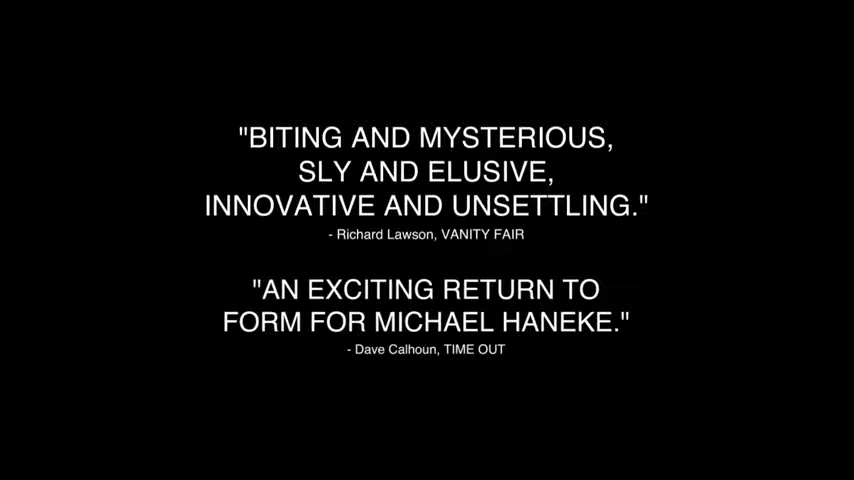 "BITING AND MYSTERIOUS,
SLY AND ELUSIVE,
INNOVATIVE AND UNSETTLING."
- Richard Lawson, VANITY FAIR
"AN EXCITING RETURN TO
FORM FOR MICHAEL HANEKE."
- Dave Calhoun, TIME OUT